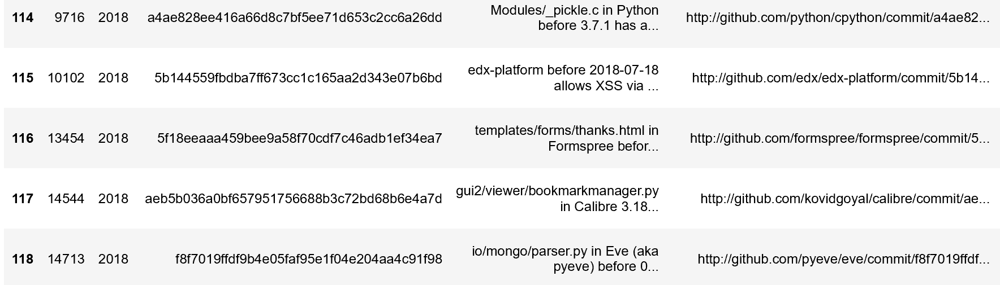 114 9716 2018 a4ae828ee416a66d8c7bf5ee71d653c2cc6a26dd Modules/_pickle.c in Python before 3.7.1 has a... http://github.com/python/cpython/commit/a4ae82...
115 10102 2018 5b144559fbdba7ff673cc1c165aa2d343e07b6bd edx-platform before 2018-07-18 allows XSS via ... http://github.com/edx/edx-platform/commit/5b14...
116 13454 2018 5f18eeaaa459bee9a58f70cdf7c46adb1ef34ea7 templates/forms/thanks.html in Formspree befor... http://github.com/formspree/formspree/commit/5...
117 14544 2018 aeb5b036a0bf657951756688b3c72bd68b6e4a7d gui2/viewer/bookmarkmanager.py in Calibre 3.18... http://github.com/kovidgoyal/calibre/commit/ae...
118 14713 2018 f8f7019ffdf9b4e05faf95e1f04e204aa4c91f98 io/mongo/parser.py in Eve (aka pyeve) before 0... http://github.com/pyeve/eve/commit/f8f7019ffdf...